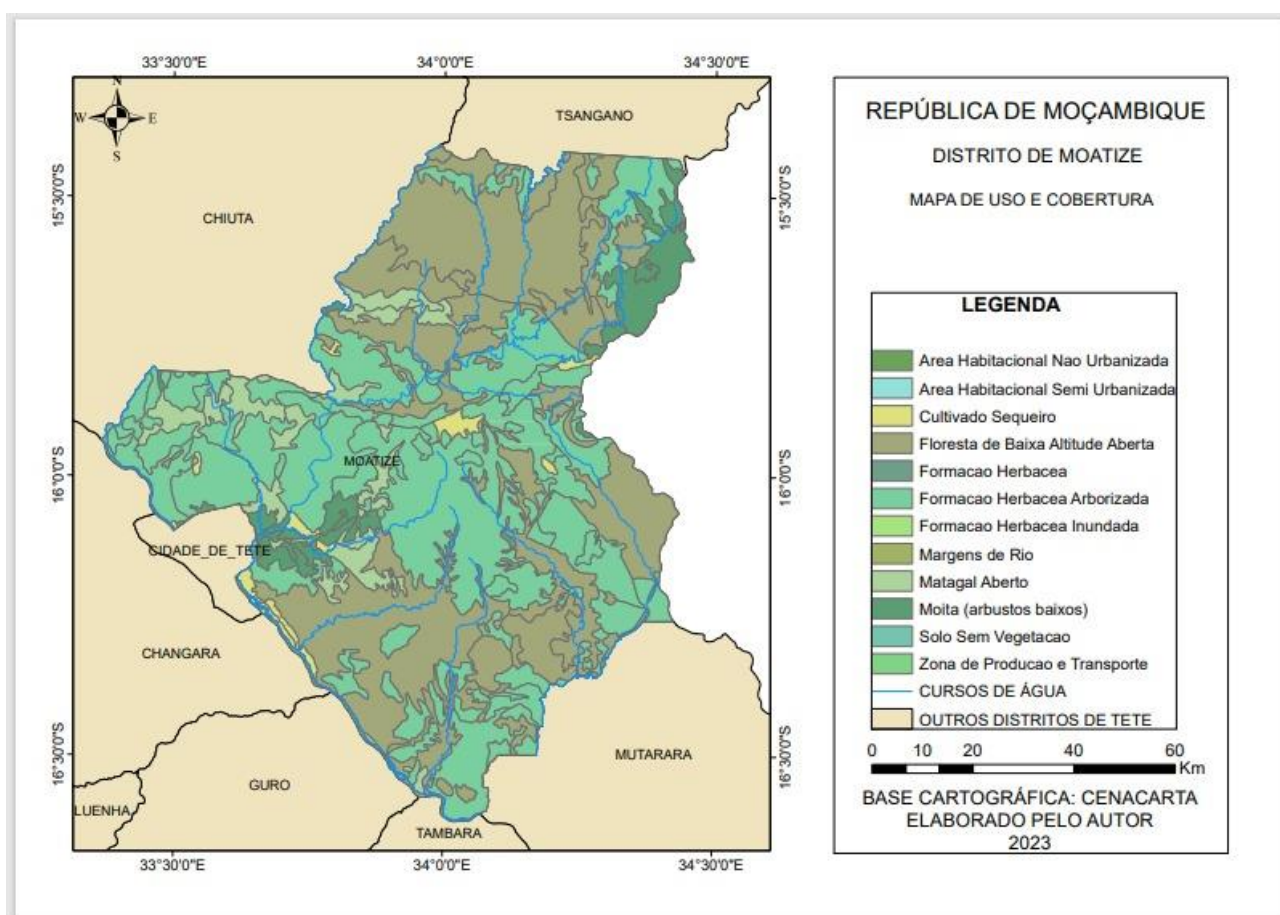 33°30'0"E
34°0'0"E
34°30'0"E
N
W
E
S
TSANGANO
15°30'0"S
15°30'0"S
CHIUTA
MOATIZE
16°0'0"S
16°0'0"S
CIDADE_DE_TETE
CHANGARA
16°30'0"S
16°30'0"S
MUTARARA
GURO
LUENHA
TAMBARA
33°30'0"E
34°0'0"E
34°30'0"E
REPÚBLICA DE MOÇAMBIQUE
DISTRITO DE MOATIZE
MAPA DE USO E COBERTURA
LEGENDA
Area Habitacional Nao Urbanizada
Area Habitacional Semi Urbanizada
Cultivado Sequeiro
Floresta de Baixa Altitude Aberta
Formacao Herbacea
Formacao Herbacea Arborizada
Formacao Herbacea Inundada
Margens de Rio
Matagal Aberto
Moita (arbustos baixos)
Solo Sem Vegetacao
Zona de Producao e Transporte
CURSOS DE ÁGUA
OUTROS DISTRITOS DE TETE
0 10 20 40 60
Km
BASE CARTOGRÁFICA: CENACARTA
ELABORADO PELO AUTOR
2023